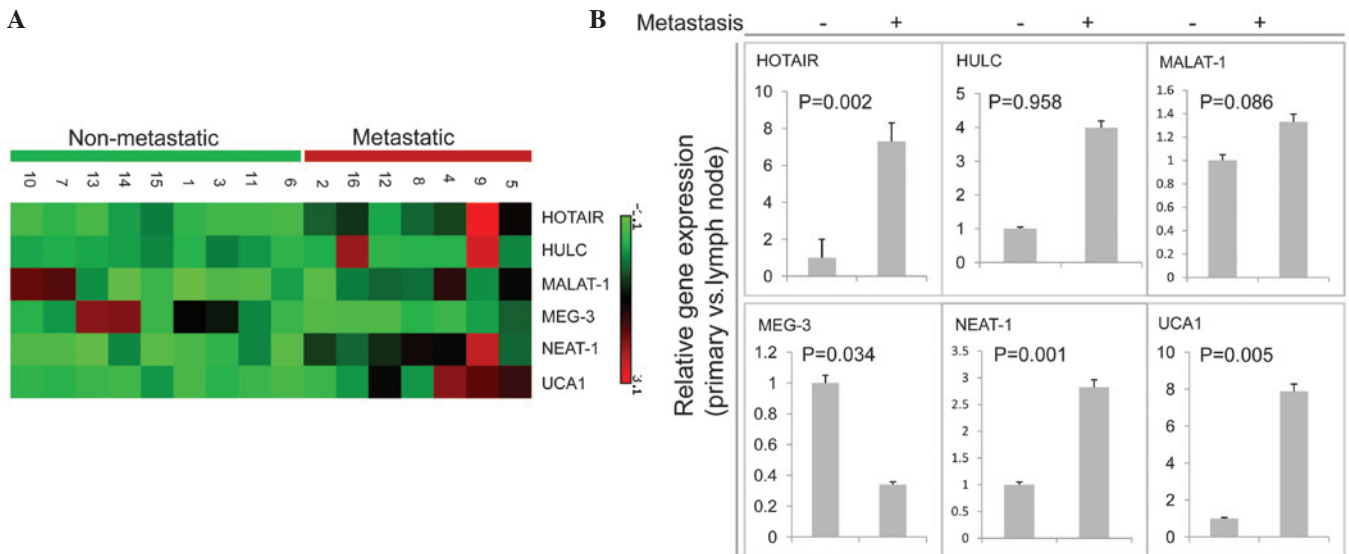 A
Non-metastatic
Metastatic
10 7 13 14 15 1 3 11 6 2 16 12 8 4 9 5
HOTAIR
HULC
MALAT-1
MEG-3
NEAT-1
UCA1
3.1
B
Metastasis - + - + - +
Relative gene expression
(primary vs.lymph node)
HOTAIR
P=0.002
10
8
6
4
2
0
HULC
P=0.958
5
4
3
2
1
0
MALAT-1
P=0.086
1.6
1.4
1.2
1
0.8
0.6
0.4
0.2
0
MEG-3
P=0.034
1.2
1
0.8
0.6
0.4
0.2
0
NEAT-1
P=0.001
3.5
3
2.5
2
1.5
1
0.5
0
UCA1
P=0.005
10
8
6
4
2
0